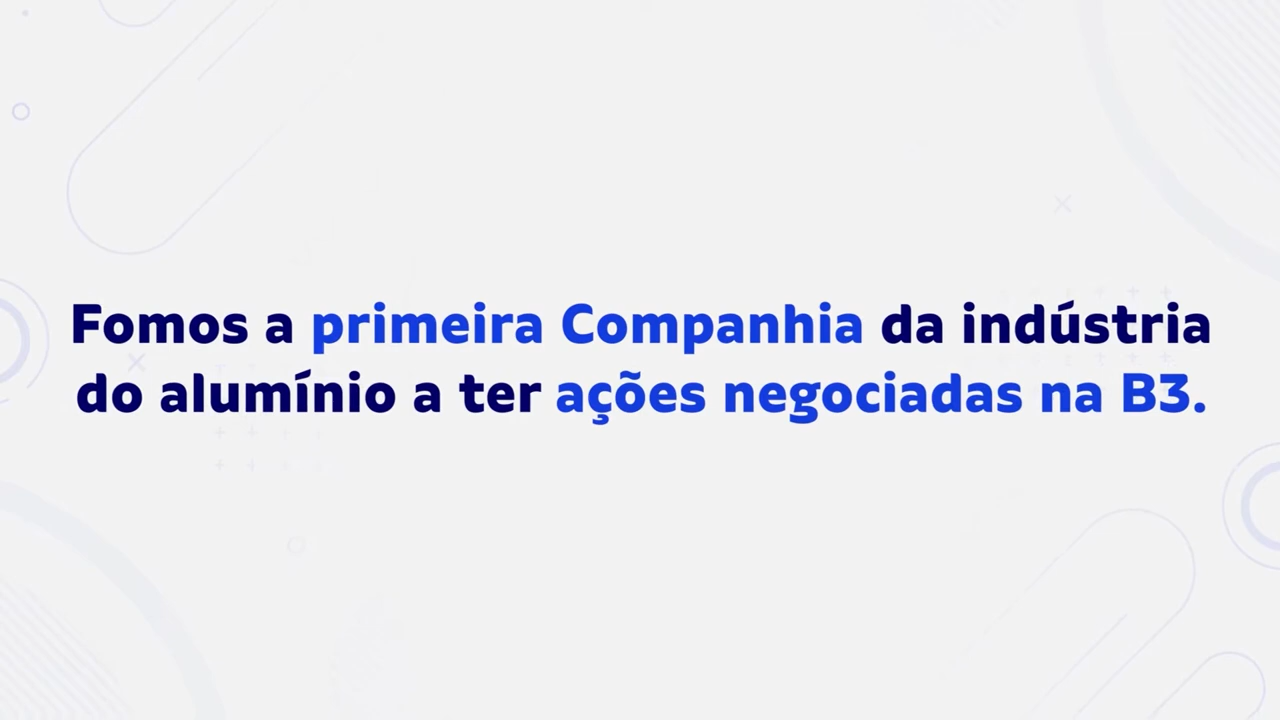 Fomos a primeira Companhia da indústria
do alumínio a ter ações negociadas na B3.